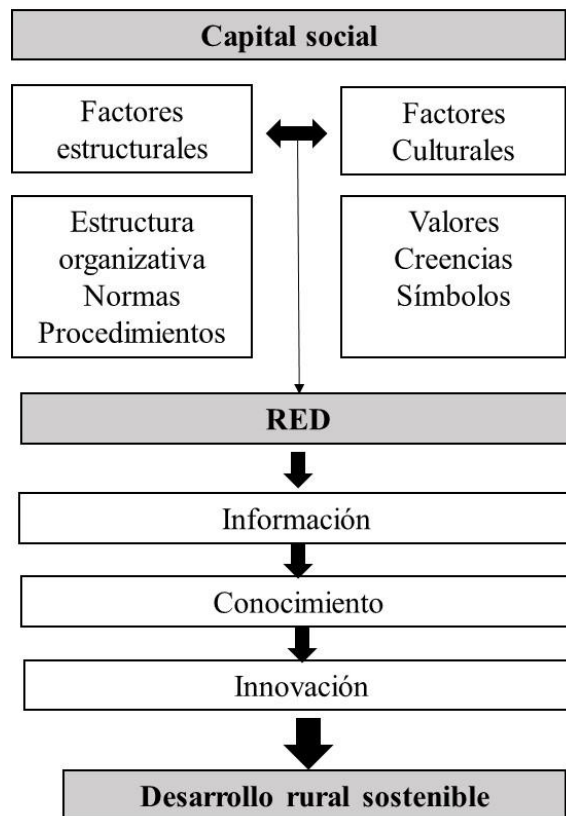 Capital social
Factores
estructurales
Factores
Culturales
Estructura
organizativa
Normas
Procedimientos
Valores
Creencias
Símbolos
RED
Información
Conocimiento
Innovación
Desarrollo rural sostenible